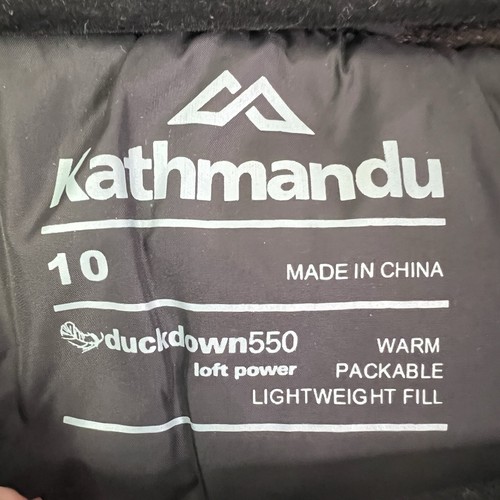 Kathmandu
10
MADE IN CHINA
duckdown550
loft power
WARM
PACKABLE
LIGHTWEIGHT FILL